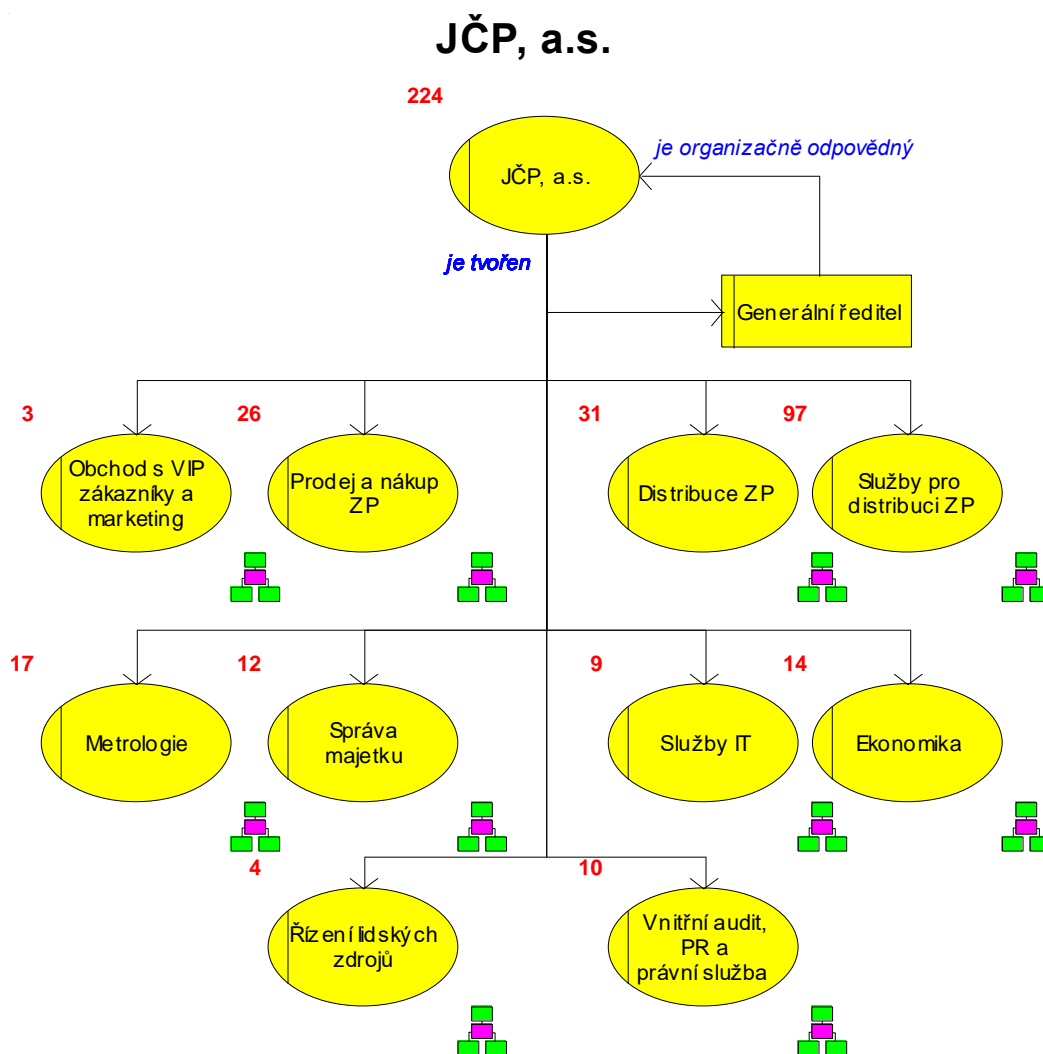 JČP, a.s.
224
je organizačně odpovědný
JČP, a.s.
je tvořen
Generální ředitel
3
26
31
97
Obchod s VIP
zákazníky a
marketing
Prodej a nákup
ZP
Distribuce ZP
Služby pro
distribuci ZP
17
12
9
14
Metrologie
Správa
majetku
Služby IT
Ekonomika
4
10
Řízení lidských
zdrojů
Vnitřní audit,
PR a
právní služba